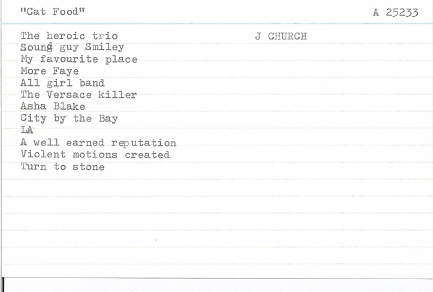 "Cat Food" A 25233
The heroic trio J CHURCH
Sound guy Smiley
My favourite place
More Faye
All girl band
The Versace killer
Asha Blake
City by the Bay
LA
A well earned reputation
Violent motions created
Turn to stone